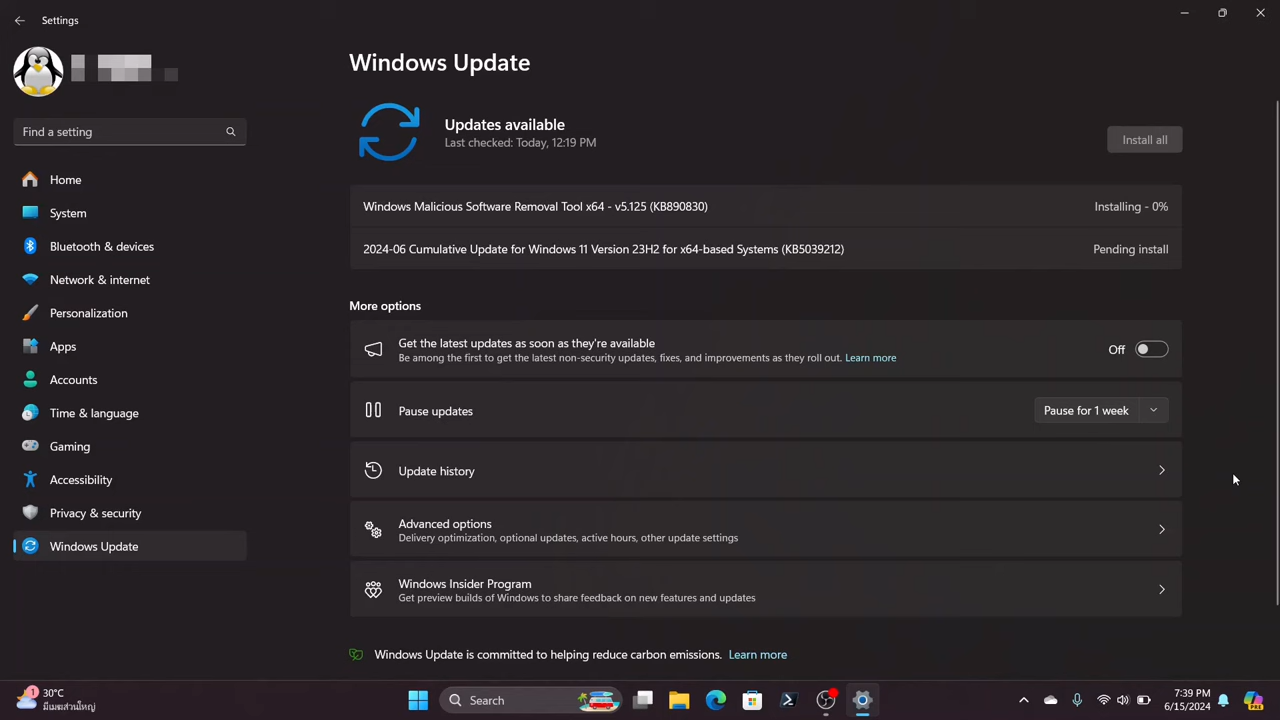 Settings
Find a setting
Home
System
Bluetooth & devices
Network & internet
Personalization
Apps
Accounts
Time & language
Gaming
Accessibility
Privacy & security
Windows Update
Windows Update
Updates available
Last checked: Today, 12:19 PM
Install all
Windows Malicious Software Removal Tool x64 - v5.125 (KB890830)
Installing - 0%
2024-06 Cumulative Update for Windows 11 Version 23H2 for x64-based Systems (KB5039212)
Pending install
More options
Get the latest updates as soon as they're available
Be among the first to get the latest non-security updates, fixes, and improvements as they roll out. Learn more
Off
Pause updates
Pause for 1 week
Update history
Advanced options
Delivery optimization, optional updates, active hours, other update settings
Windows Insider Program
Get preview builds of Windows to share feedback on new features and updates
Windows Update is committed to helping reduce carbon emissions. Learn more
1
30°C
มีเมฆส่วนใหญ่
Search
7:39 PM
6/15/2024
PRE